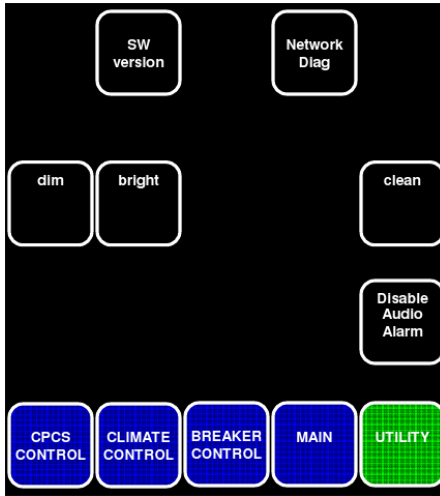 SW
version
Network
Diag
dim
bright
clean
Disable
Audio
Alarm
CPCS
CONTROL
CLIMATE
CONTROL
BREAKER
CONTROL
MAIN
UTILITY